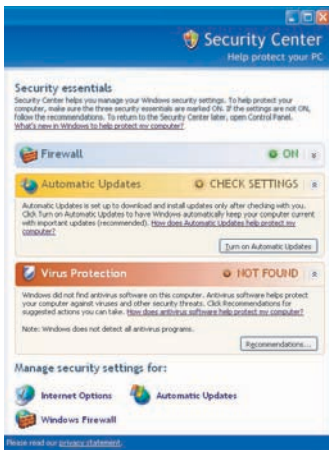 Security Center
Help protect your PC
Security essentials
Security Center helps you manage your Windows security settings. To help protect your
computer, make sure the three security essentials are marked ON. If the settings are not ON,
follow the recommendations. To return to the Security Center later, open Control Panel.
What's new in Windows to help protect my computer?
Firewall
ON
Automatic Updates
CHECK SETTINGS
Automatic Updates is set up to download and install updates only after checking with you.
Click Turn on Automatic Updates to have Windows automatically keep your computer current
with important updates (recommended). How does Automatic Updates help protect my
computer?
Turn on Automatic Updates
Virus Protection
NOT FOUND
Windows did not find antivirus software on this computer. Antivirus software helps protect
your computer against viruses and other security threats. Click Recommendations for
suggested actions you can take. How does antivirus software help protect my computer?
Note: Windows does not detect all antivirus programs.
Recommendations...
Manage security settings for:
Internet Options
Automatic Updates
Windows Firewall
Please read our privacy statement.